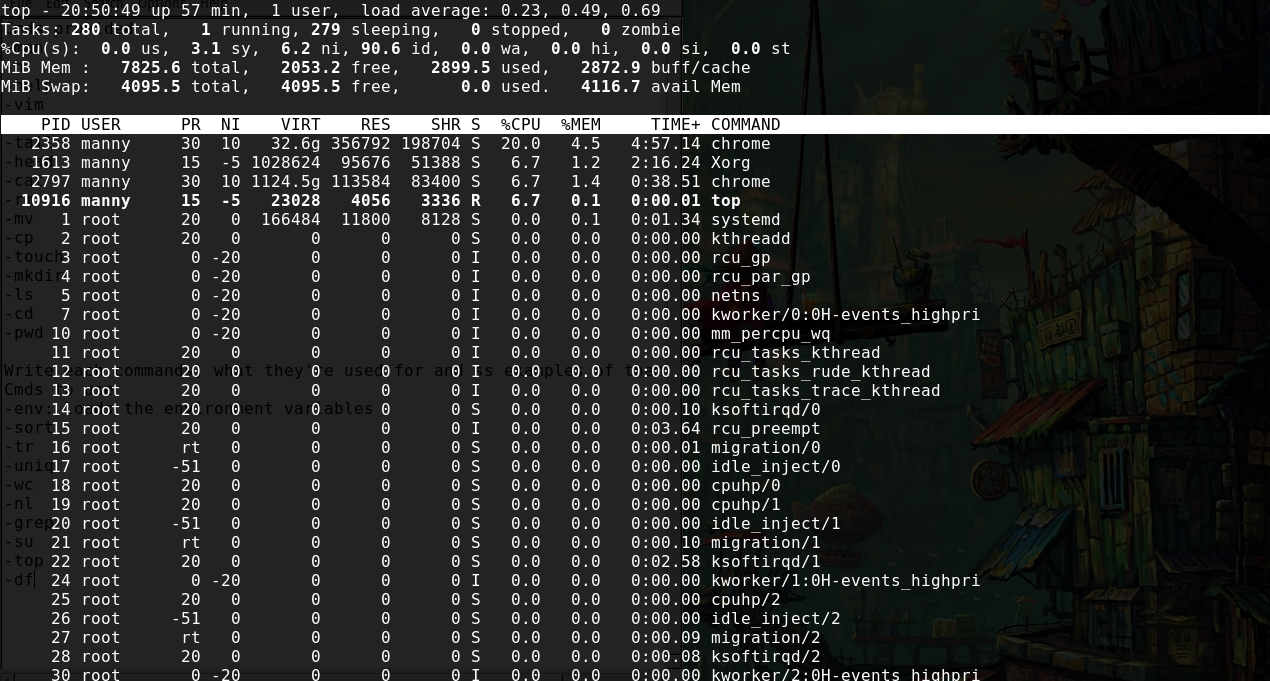 top - 20:50:49 up 57 min,  1 user,  load average: 0.23, 0.49, 0.69
Tasks: 280 total,   1 running, 279 sleeping,   0 stopped,   0 zombie
%Cpu(s):  0.0 us,  3.1 sy,  6.2 ni, 90.6 id,  0.0 wa,  0.0 hi,  0.0 si,  0.0 st
MiB Mem :   7825.6 total,   2053.2 free,   2899.5 used,   2872.9 buff/cache
MiB Swap:   4095.5 total,   4095.5 free,      0.0 used.   4116.7 avail Mem
PID USER      PR  NI    VIRT    RES    SHR S  %CPU  %MEM     TIME+ COMMAND
2358 manny     30  10   32.6g 356792 198704 S  20.0   4.5   4:57.14 chrome
1613 manny     15  -5 1028624  95676  51388 S   6.7   1.2   2:16.24 Xorg
2797 manny     30  10 1124.5g 113584  83400 S   6.7   1.4   0:38.51 chrome
10916 manny     15  -5   23028   4056   3336 R   6.7   0.1   0:00.01 top
1 root      20   0  166484  11800   8128 S   0.0   0.1   0:01.34 systemd
2 root      20   0       0      0      0 S   0.0   0.0   0:00.00 kthreadd
3 root       0 -20       0      0      0 I   0.0   0.0   0:00.00 rcu_gp
4 root       0 -20       0      0      0 I   0.0   0.0   0:00.00 rcu_par_gp
5 root       0 -20       0      0      0 I   0.0   0.0   0:00.00 netns
7 root       0 -20       0      0      0 I   0.0   0.0   0:00.00 kworker/0:0H-events_highpri
10 root       0 -20       0      0      0 I   0.0   0.0   0:00.00 mm_percpu_wq
11 root      20   0       0      0      0 I   0.0   0.0   0:00.00 rcu_tasks_kthread
12 root      20   0       0      0      0 I   0.0   0.0   0:00.00 rcu_tasks_rude_kthread
13 root      20   0       0      0      0 I   0.0   0.0   0:00.00 rcu_tasks_trace_kthread
14 root      20   0       0      0      0 S   0.0   0.0   0:00.10 ksoftirqd/0
15 root      20   0       0      0      0 I   0.0   0.0   0:03.64 rcu_preempt
16 root      rt   0       0      0      0 S   0.0   0.0   0:00.01 migration/0
17 root     -51   0       0      0      0 S   0.0   0.0   0:00.00 idle_inject/0
18 root      20   0       0      0      0 S   0.0   0.0   0:00.00 cpuhp/0
19 root      20   0       0      0      0 S   0.0   0.0   0:00.00 cpuhp/1
20 root     -51   0       0      0      0 S   0.0   0.0   0:00.00 idle_inject/1
21 root      rt   0       0      0      0 S   0.0   0.0   0:00.10 migration/1
22 root      20   0       0      0      0 S   0.0   0.0   0:02.58 ksoftirqd/1
24 root       0 -20       0      0      0 I   0.0   0.0   0:00.00 kworker/1:0H-events_highpri
25 root      20   0       0      0      0 S   0.0   0.0   0:00.00 cpuhp/2
26 root     -51   0       0      0      0 S   0.0   0.0   0:00.00 idle_inject/2
27 root      rt   0       0      0      0 S   0.0   0.0   0:00.09 migration/2
28 root      20   0       0      0      0 S   0.0   0.0   0:00.08 ksoftirqd/2
30 root       0 -20       0      0      0 I   0.0   0.0   0:00.00 kworker/2:0H-events_highpri
-vim
-mv
-cp
-touch
-mkdir
-ls
-cd
-pwd
-env: the environment variables
-sort
-tr
-uniq
-wc
-nl
-grep
-su
-top
-df